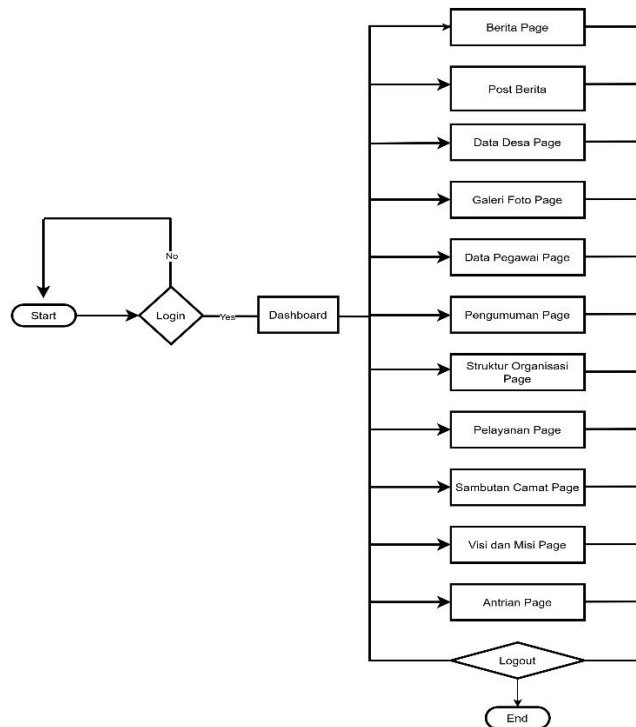 Berita Page
Post Berita
Data Desa Page
Galeri Foto Page
No
Data Pegawai Page
Start
Login
Yes
Dashboard
Pengumuman Page
Struktur Organisasi
Page
Pelayanan Page
Sambutan Camat Page
Visi dan Misi Page
Antrian Page
Logout
End